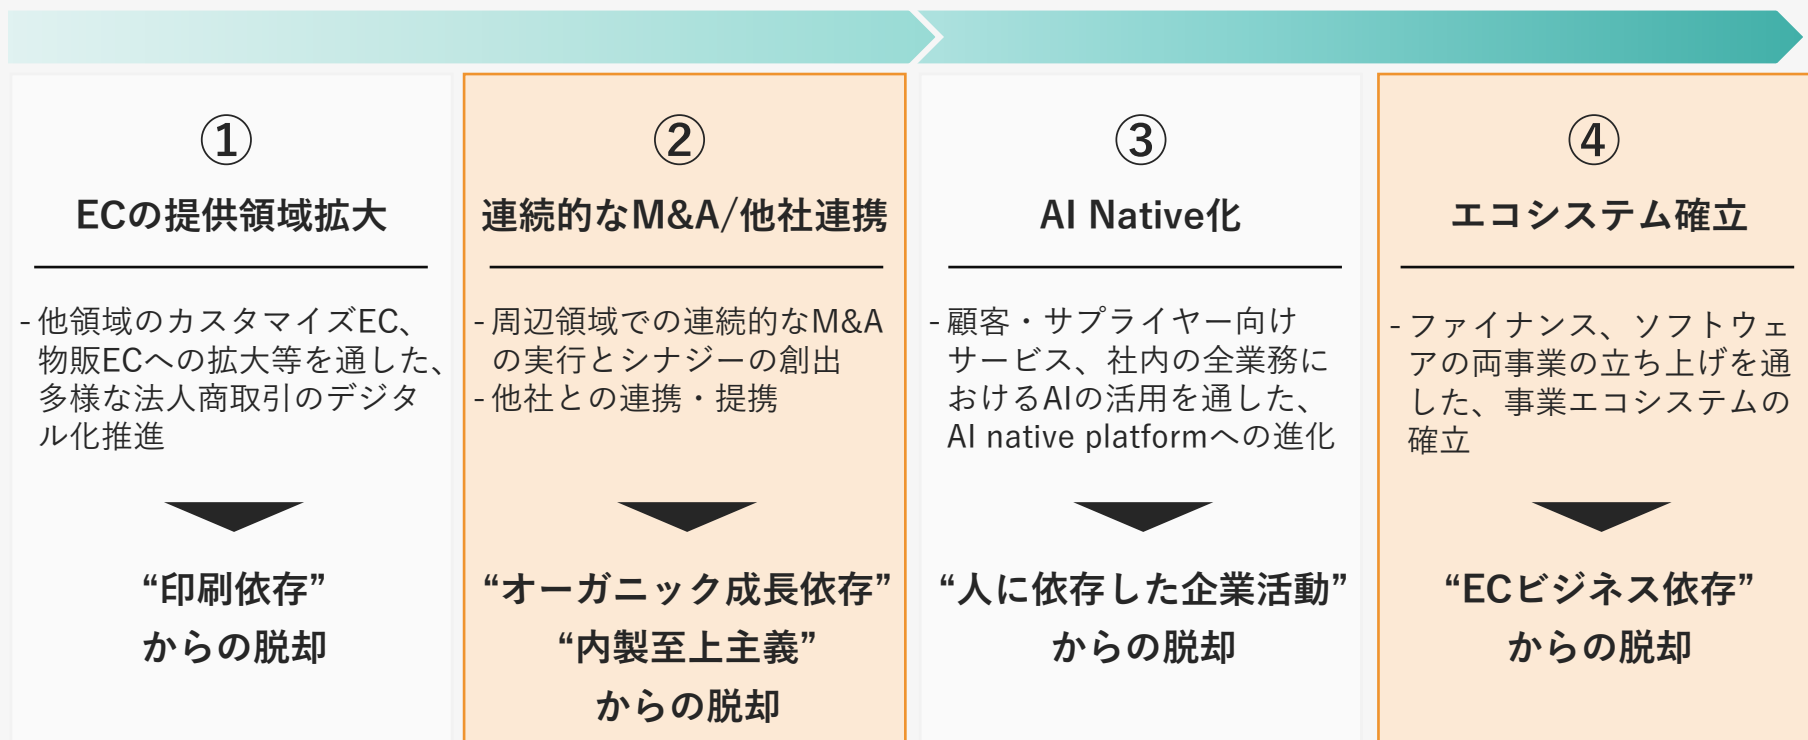 ①
ECの提供領域拡大
- 他領域のカスタマイズEC、
物販ECへの拡大等を通した、
多様な法人商取引のデジタ
ル化推進
“印刷依存”
からの脱却
②
連続的なM&A/他社連携
- 周辺領域での連続的なM&A
の実行とシナジーの創出
- 他社との連携・提携
“オーガニック成長依存”
“内製至上主義”
からの脱却
③
AI Native化
- 顧客・サプライヤー向け
サービス、社内の全業務に
おけるAIの活用を通した、
AI native platformへの進化
“人に依存した企業活動”
からの脱却
④
エコシステム確立
- ファイナンス、ソフトウェ
アの両事業の立ち上げを通
した、事業エコシステムの
確立
“ECビジネス依存”
からの脱却